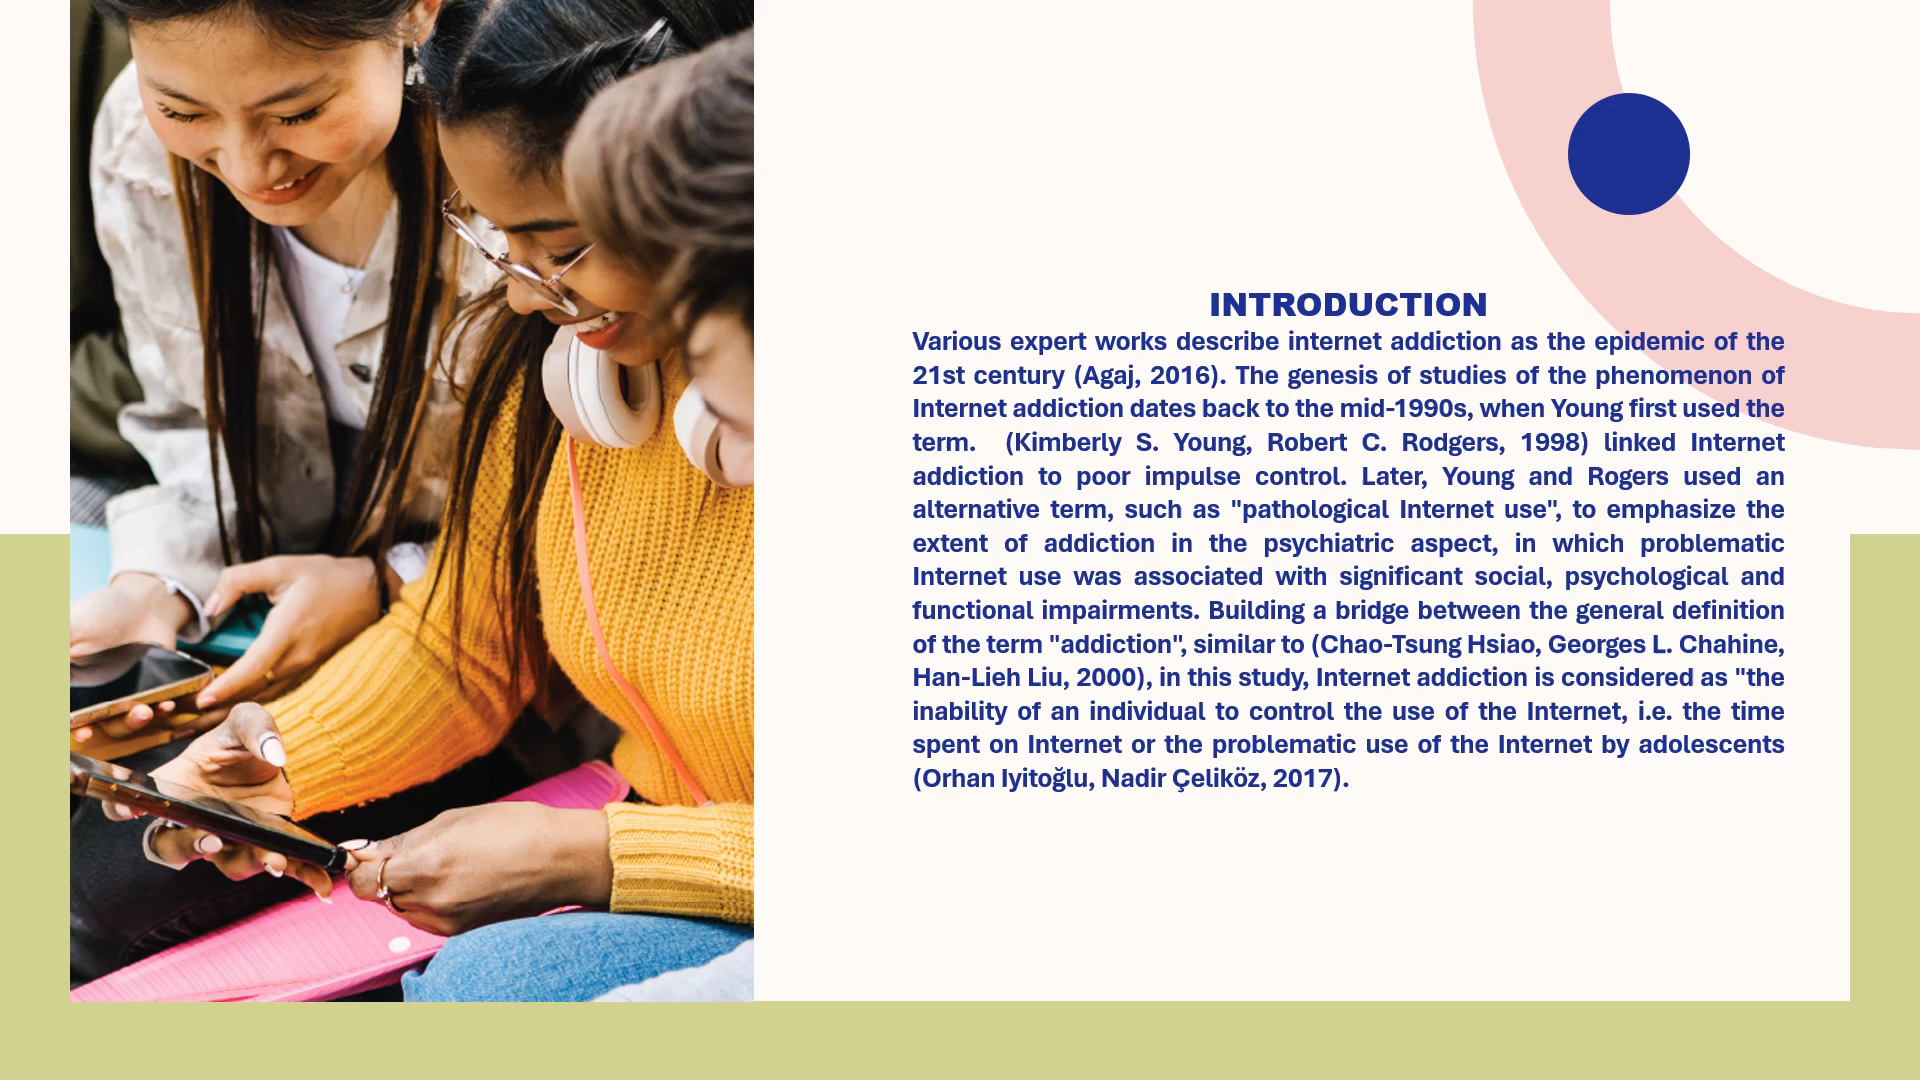 INTRODUCTION
Various expert works describe internet addiction as the epidemic of the
21st century (Agaj, 2016). The genesis of studies of the phenomenon of
Internet addiction dates back to the mid-1990s, when Young first used the
term.  (Kimberly S. Young, Robert C. Rodgers, 1998) linked Internet
addiction to poor impulse control. Later, Young and Rogers used an
alternative term, such as "pathological Internet use", to emphasize the
extent of addiction in the psychiatric aspect, in which problematic
Internet use was associated with significant social, psychological and
functional impairments. Building a bridge between the general definition
of the term "addiction", similar to (Chao-Tsung Hsiao, Georges L. Chahine,
Han-Lieh Liu, 2000), in this study, Internet addiction is considered as "the
inability of an individual to control the use of the Internet, i.e. the time
spent on Internet or the problematic use of the Internet by adolescents
(Orhan Iyitoğlu, Nadir Çeliköz, 2017).